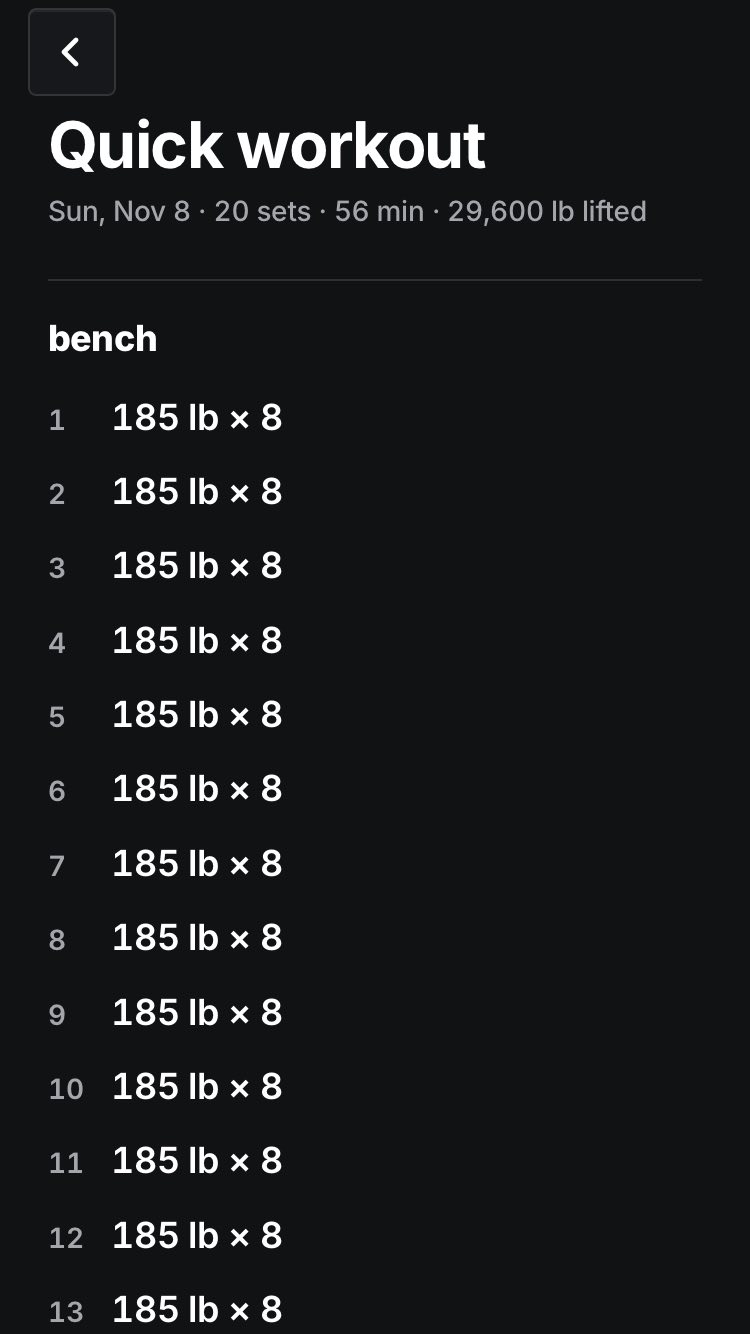 Quick workout
Sun, Nov 8 · 20 sets · 56 min · 29,600 lb lifted
bench
1 185 lb × 8
2 185 lb × 8
3 185 lb × 8
4 185 lb × 8
5 185 lb × 8
6 185 lb × 8
7 185 lb × 8
8 185 lb × 8
9 185 lb × 8
10 185 lb × 8
11 185 lb × 8
12 185 lb × 8
13 185 lb × 8